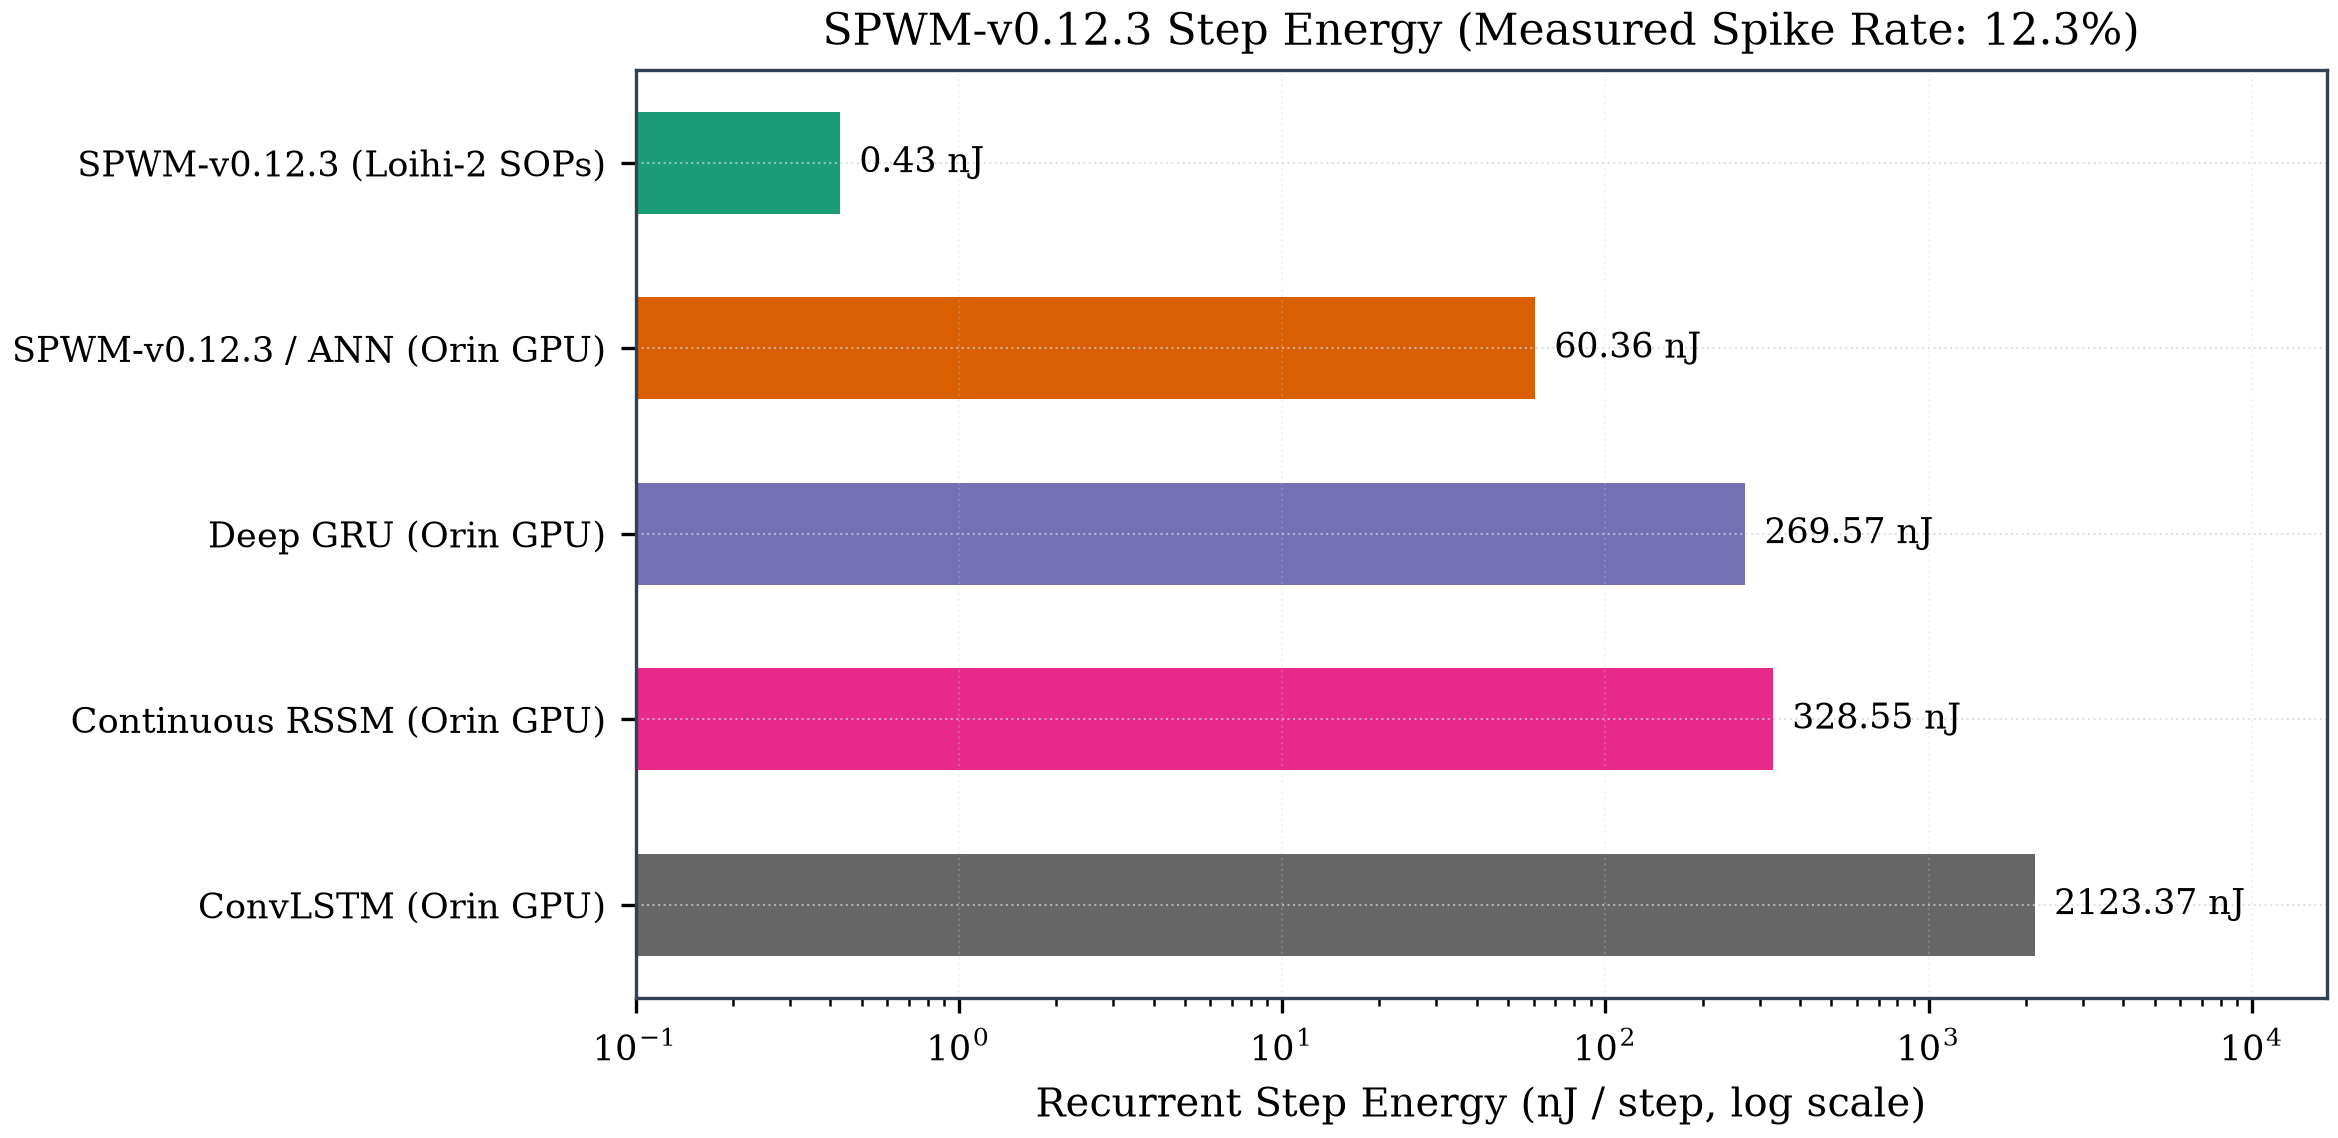 SPWM-v0.12.3 Step Energy (Measured Spike Rate: 12.3%)
SPWM-v0.12.3 (Loihi-2 SOPs)
0.43 nJ
SPWM-v0.12.3 / ANN (Orin GPU)
60.36 nJ
Deep GRU (Orin GPU)
269.57 nJ
Continuous RSSM (Orin GPU)
328.55 nJ
ConvLSTM (Orin GPU)
2123.37 nJ
10⁻¹ 10⁰ 10¹ 10² 10³ 10⁴
Recurrent Step Energy (nJ / step, log scale)